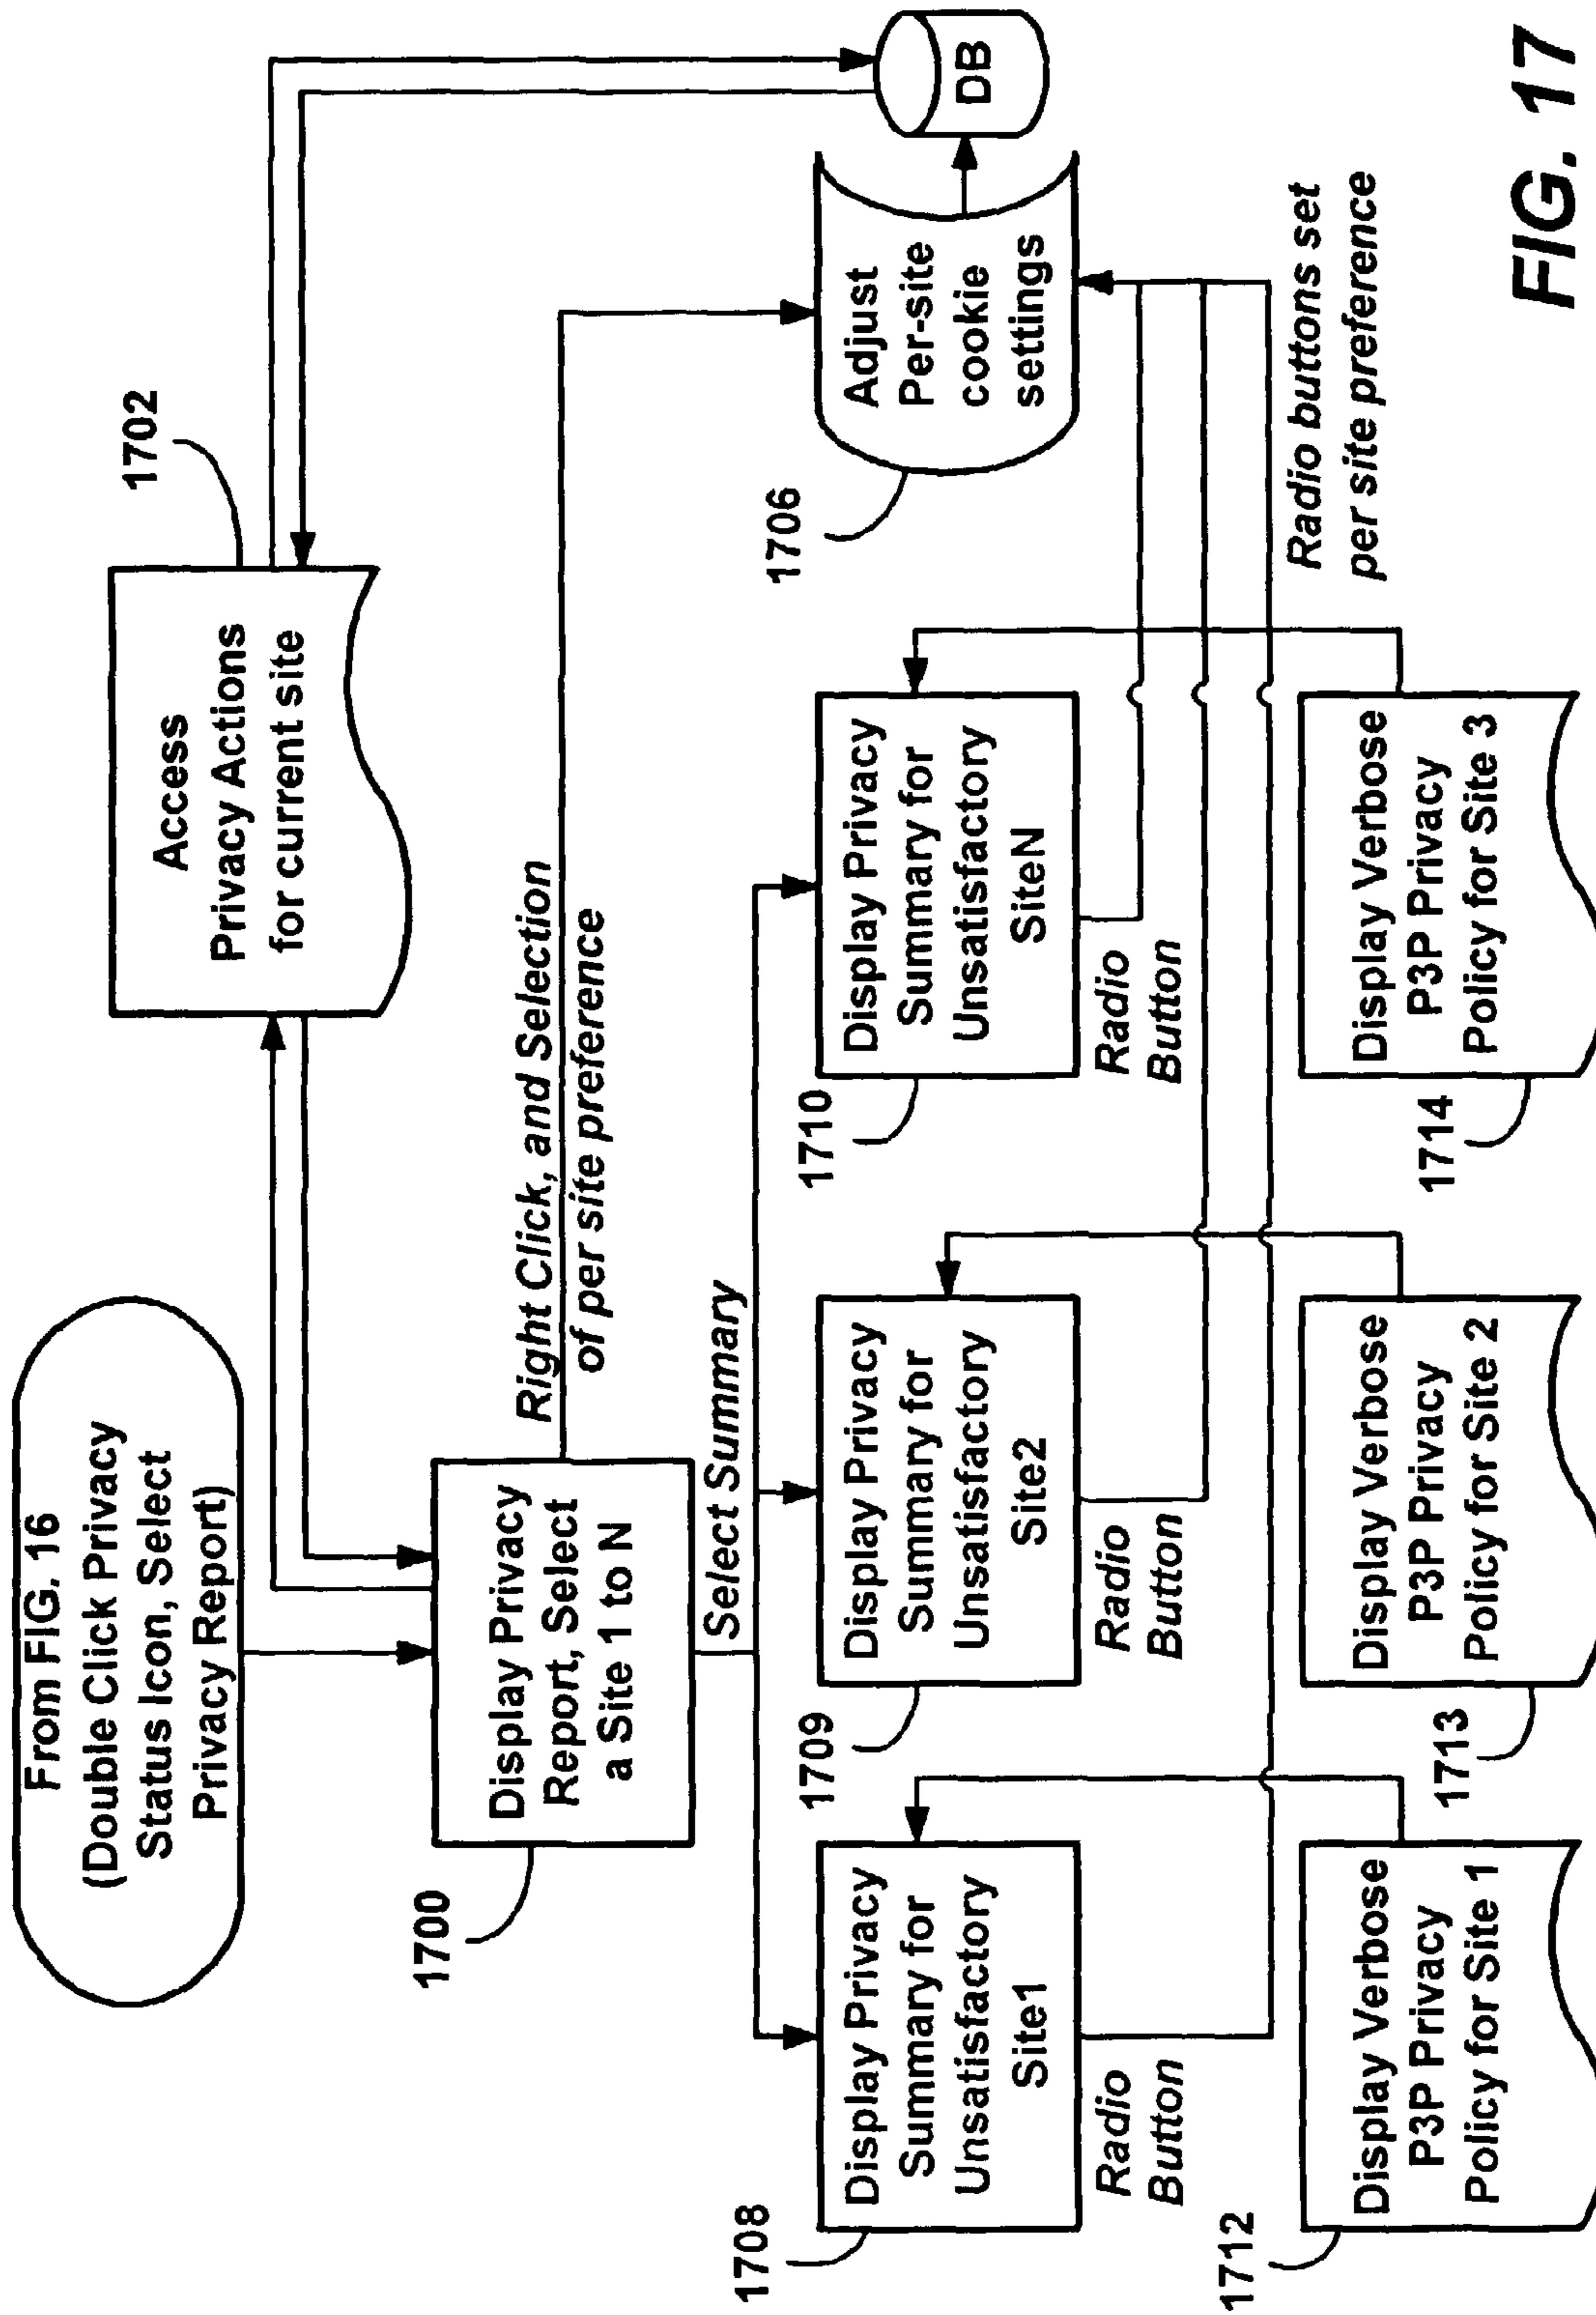 From FIG. 16
(Double Click Privacy
Status Icon, Select
Privacy Report)
1702
Access
Privacy Actions
for current site
1700
Display Privacy
Report, Select
a Site 1 to N
Right Click, and Selection
of per site preference
Select Summary
1708
Display Privacy
Summary for
Unsatisfactory
Site1
1709
Display Privacy
Summary for
Unsatisfactory
Site2
1710
Display Privacy
Summary for
Unsatisfactory
SiteN
1706
Adjust
Per-site
cookie
settings
DB
Radio
Button
Radio
Button
Radio
Button
Radio buttons set
per site preference
1712
Display Verbose
P3P Privacy
Policy for Site 1
1713
Display Verbose
P3P Privacy
Policy for Site 2
1714
Display Verbose
P3P Privacy
Policy for Site 3
FIG. 17